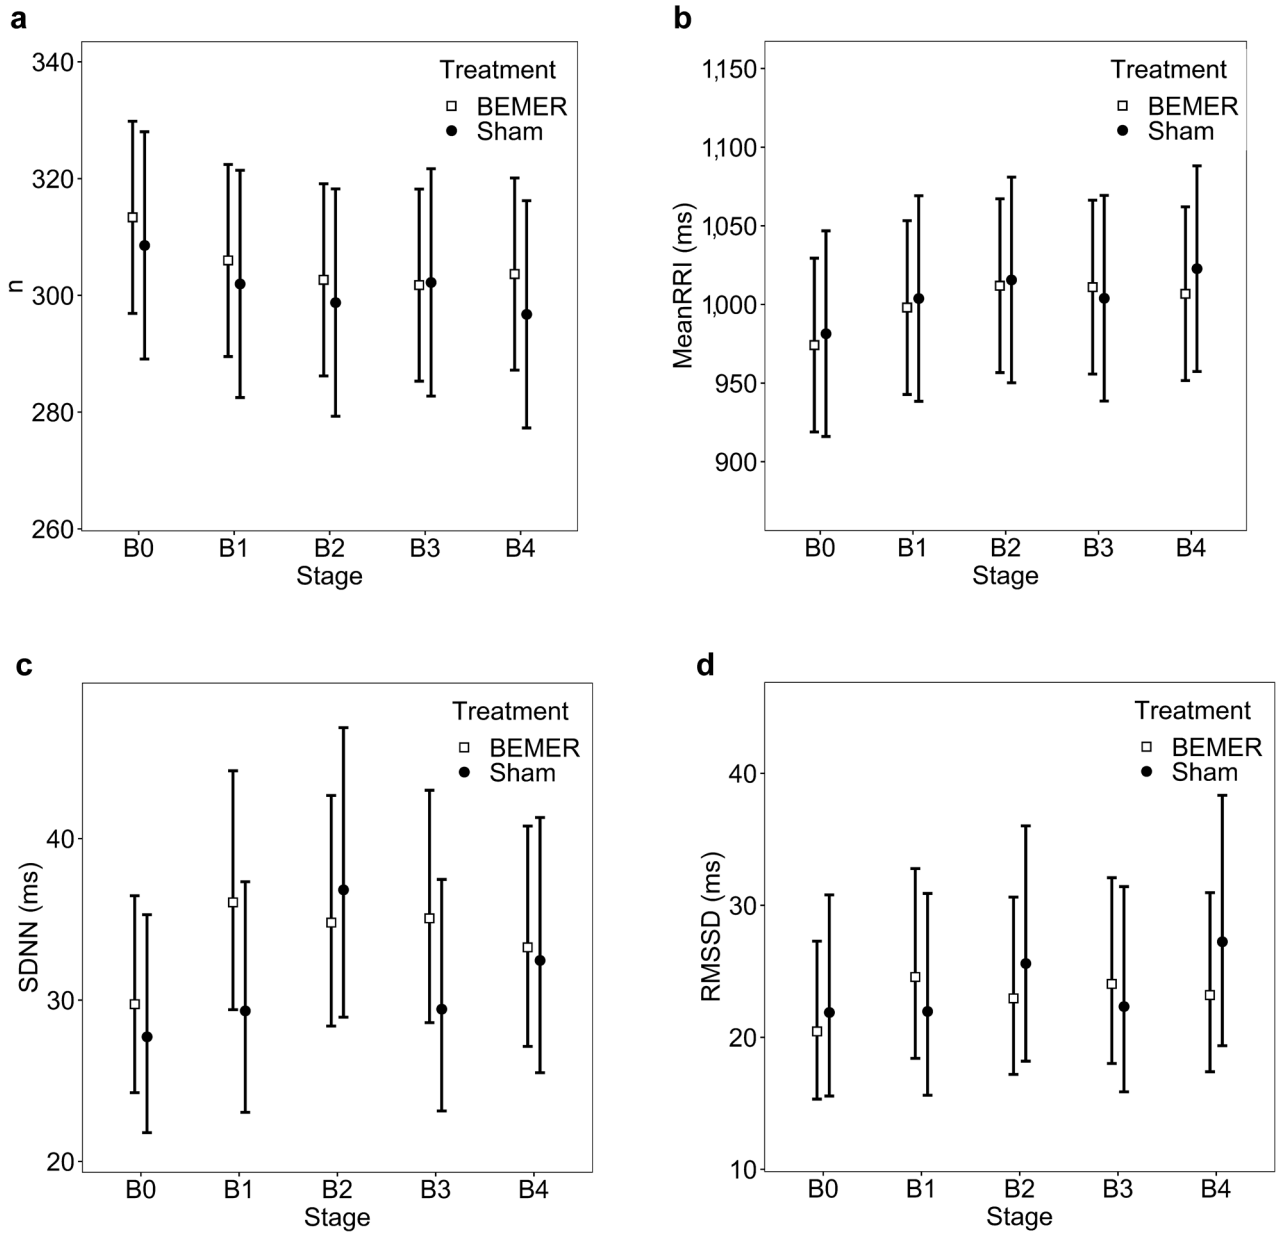 a
340
320
300
280
260
n
Treatment
BEMER
Sham
B0 B1 B2 B3 B4
Stage
b
1,150
1,100
1,050
1,000
950
900
MeanRRI (ms)
Treatment
BEMER
Sham
B0 B1 B2 B3 B4
Stage
c
40
30
20
SDNN (ms)
Treatment
BEMER
Sham
B0 B1 B2 B3 B4
Stage
d
40
30
20
10
RMSSD (ms)
Treatment
BEMER
Sham
B0 B1 B2 B3 B4
Stage